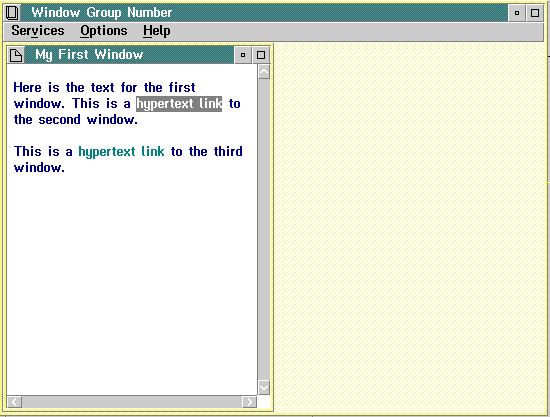 Window Group Number
Services Options Help
My First Window
Here is the text for the first
window. This is a hypertext link to
the second window.
This is a hypertext link to the third
window.